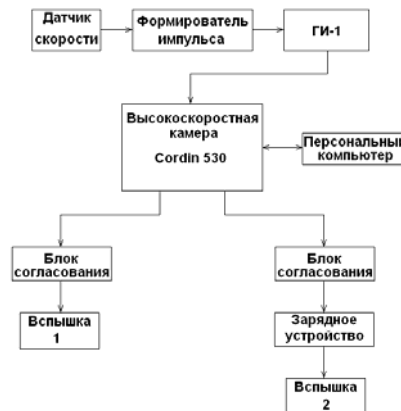 Датчик
скорости
Формирователь
импульса
ГИ-1
Высокоскоростная
камера
Cordin 530
Персональный
компьютер
Блок
согласования
Блок
согласования
Вспышка
1
Зарядное
устройство
Вспышка
2